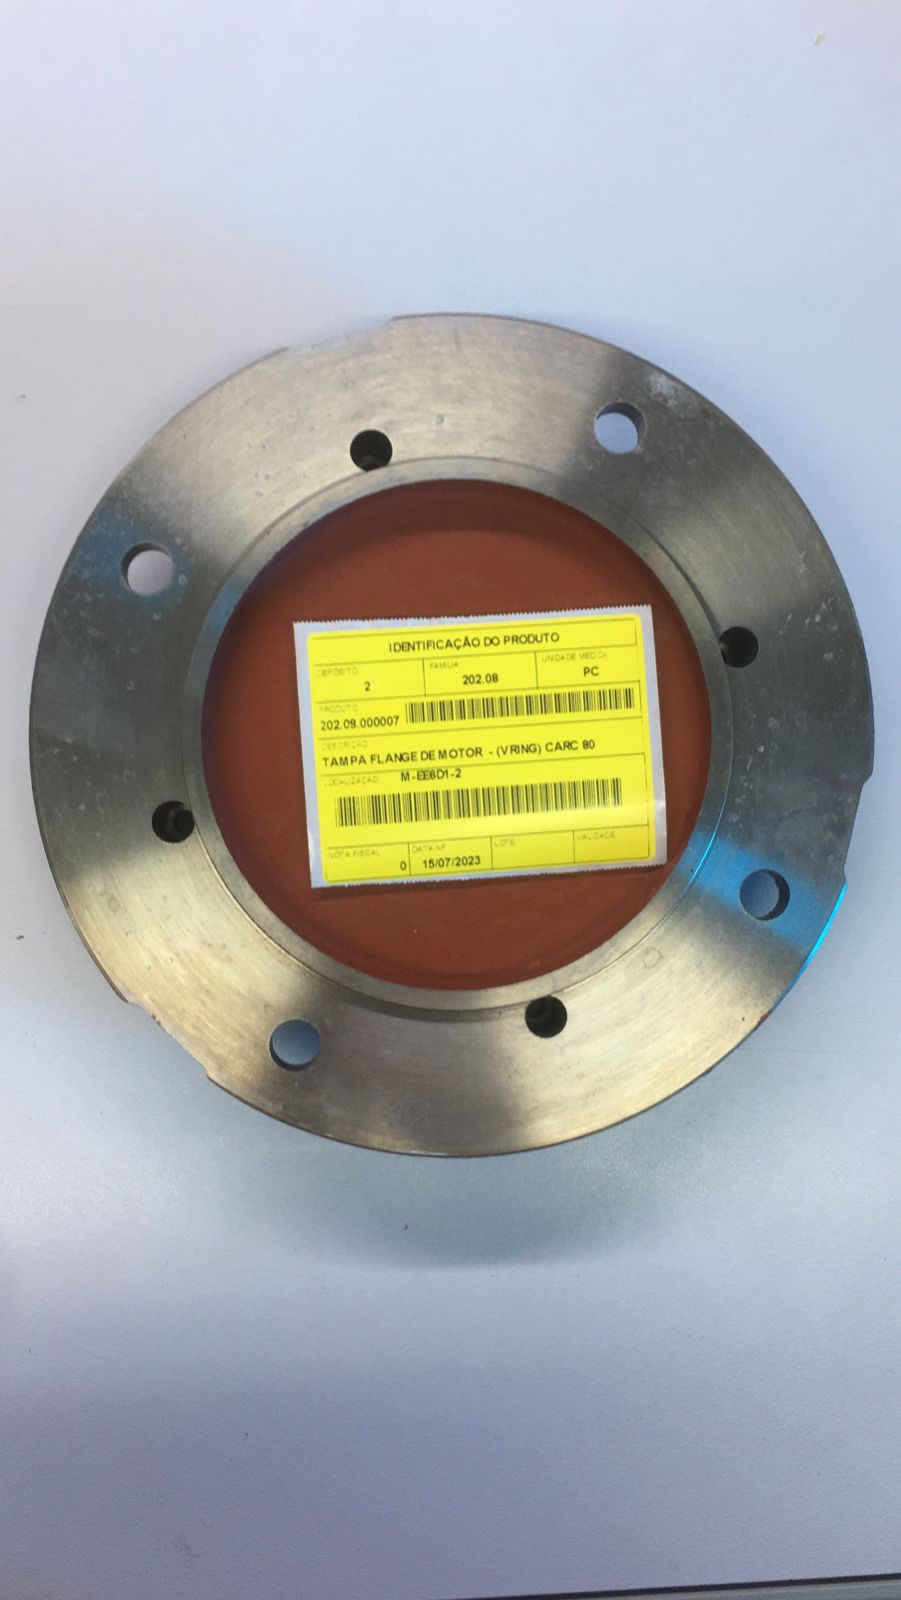 IDENTIFICAÇÃO DO PRODUTO
DEPÓSITO FAMILIA UNIDADE MEDIDA
2 202.08 PC
PRODUTO
202.08.000007
DESCRIÇÃO
TAMPA FLANGE DE MOTOR - (VRING) CARC 80
LOCALIZAÇÃO M-EE6D1-2
NOTA FISCAL DATA NF LOTE VALIDADE
0 15/07/2023